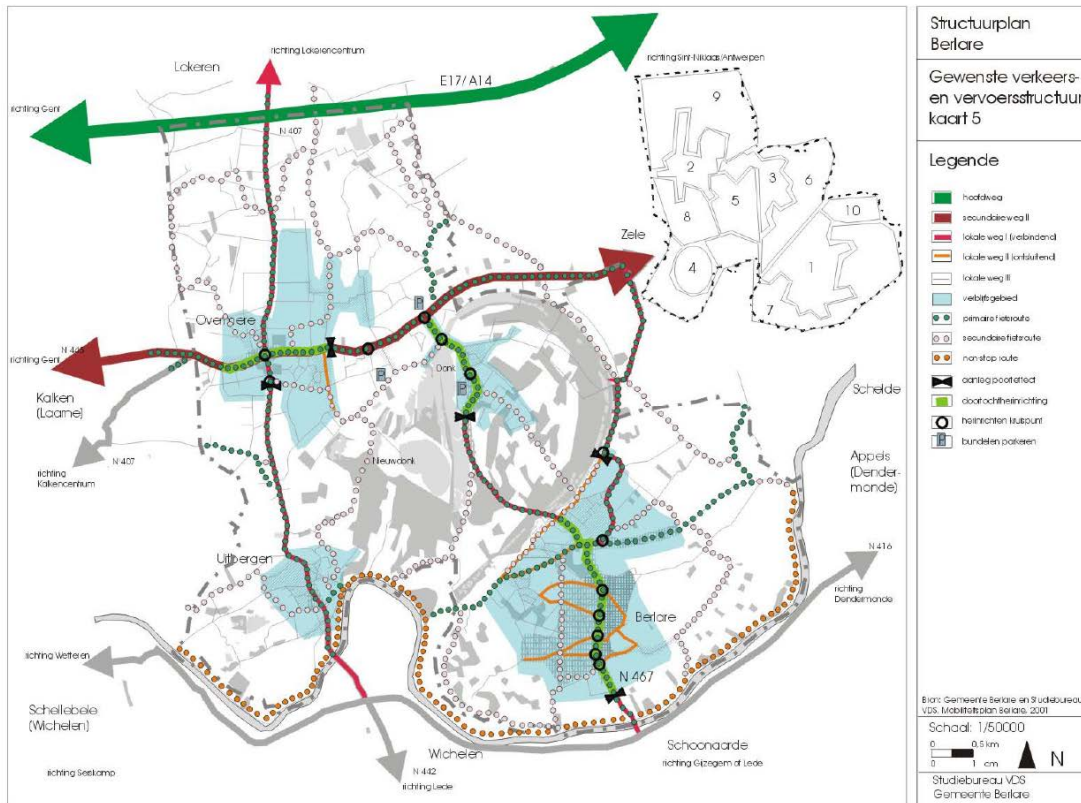 Structuurplan
Berlare
Gewenste verkeers-
en vervoersstructuur
kaart 5
Legende
hoofdweg
secundaire weg II
lokale weg I (verbindend)
lokale weg II (ontsluitend)
lokale weg III
verblijfsgebied
primaire fietsroute
secundaire fietsroute
non-stop route
aanleg poorteffect
doortochtherinrichting
herinrichten kruispunt
bundelen parkeren
Bron: Gemeente Berlare en Studiebureau
VDS, Mobiliteitsplan Berlare, 2001
Schaal: 1/50000
0 0,5 km
0 1 cm
N
Studiebureau VDS
Gemeente Berlare
richting Lokerencentrum
Lokeren
richting Sint-Niklaas/Antwerpen
E17/A14
richting Gent
N 407
9
2
3
6
5
8
10
4
1
7
Zele
P
Overmere
N 445
richting Gent
Donk
P
P
Kalken
(Laarne)
Schelde
N 407
Nieuwdonk
richting
Kalkencentrum
Appels
(Dender-
monde)
Uitbergen
N 416
richting
Dendermonde
Berlare
richting Wetteren
N 467
Schellebelle
(Wichelen)
Wichelen
Schoonaarde
richting Gijzegem of Lede
richting Serskamp
N 442
richting Lede